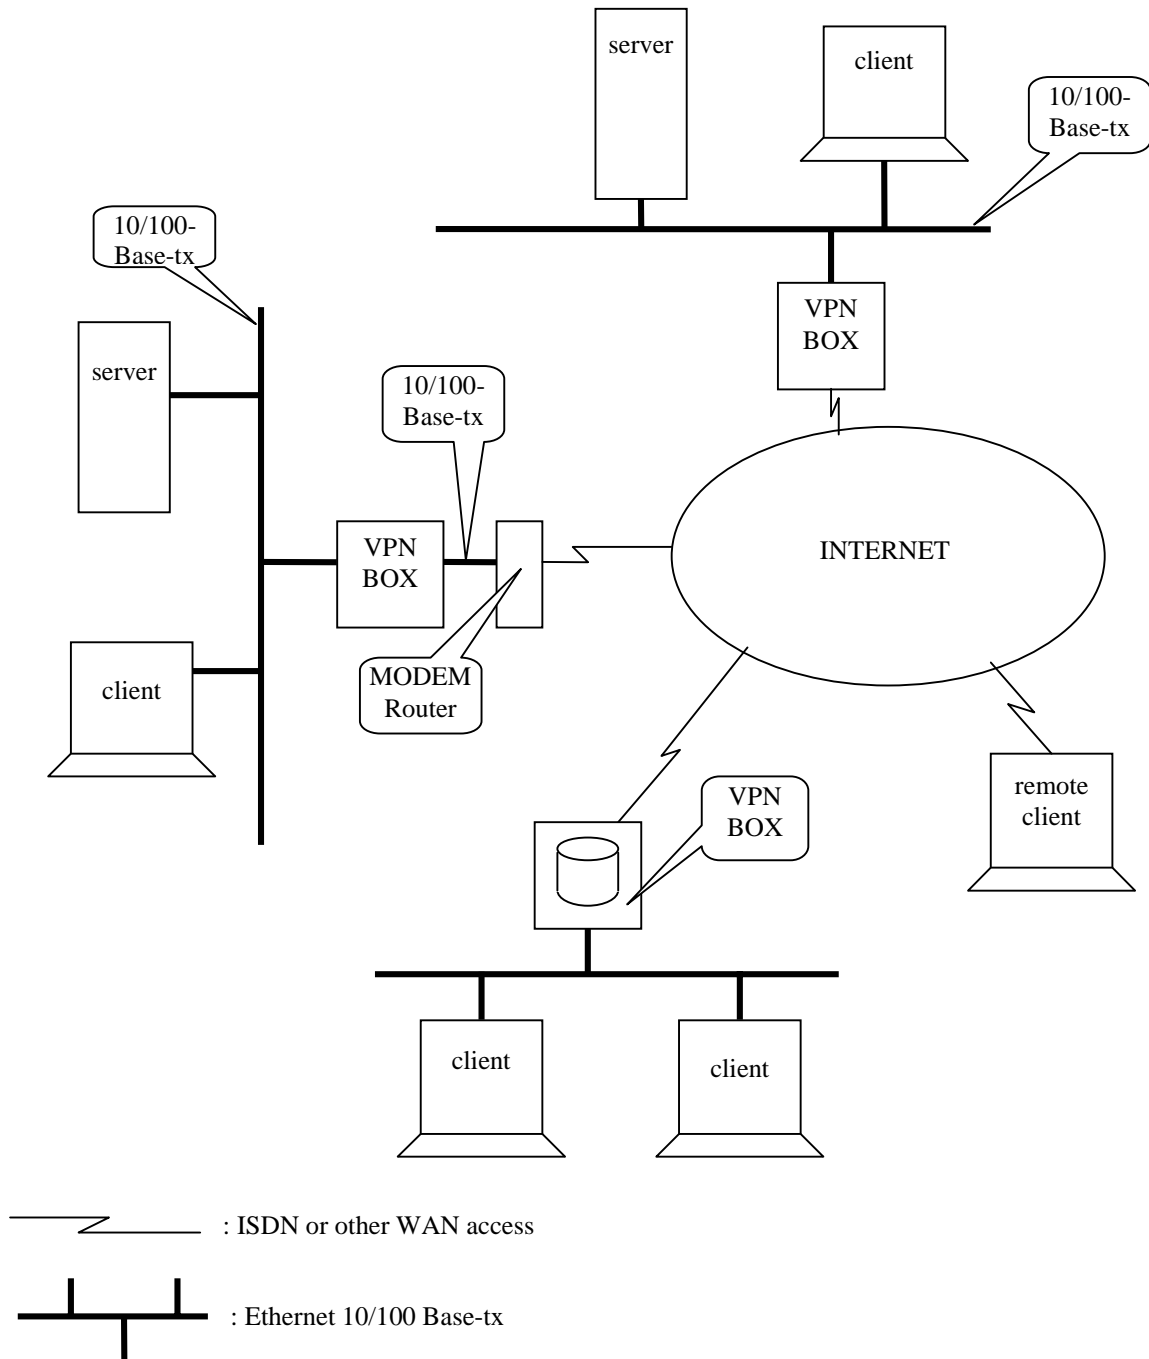 server
client
10/100-
Base-tx
10/100-
Base-tx
VPN
BOX
server
10/100-
Base-tx
VPN
BOX
INTERNET
MODEM
Router
client
VPN
BOX
remote
client
client
client
: ISDN or other WAN access
: Ethernet 10/100 Base-tx